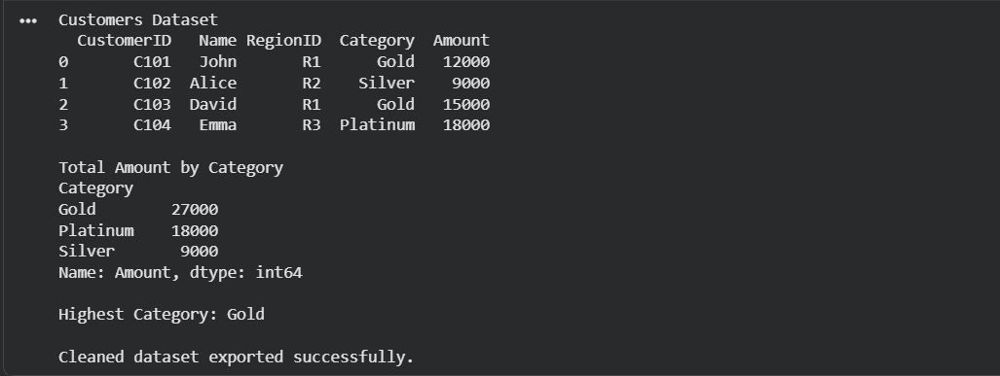 Customers Dataset
  CustomerID   Name RegionID  Category  Amount
0       C101   John       R1      Gold   12000
1       C102  Alice       R2    Silver    9000
2       C103  David       R1      Gold   15000
3       C104   Emma       R3  Platinum   18000
Total Amount by Category
Category
Gold        27000
Platinum    18000
Silver       9000
Name: Amount, dtype: int64
Highest Category: Gold
Cleaned dataset exported successfully.